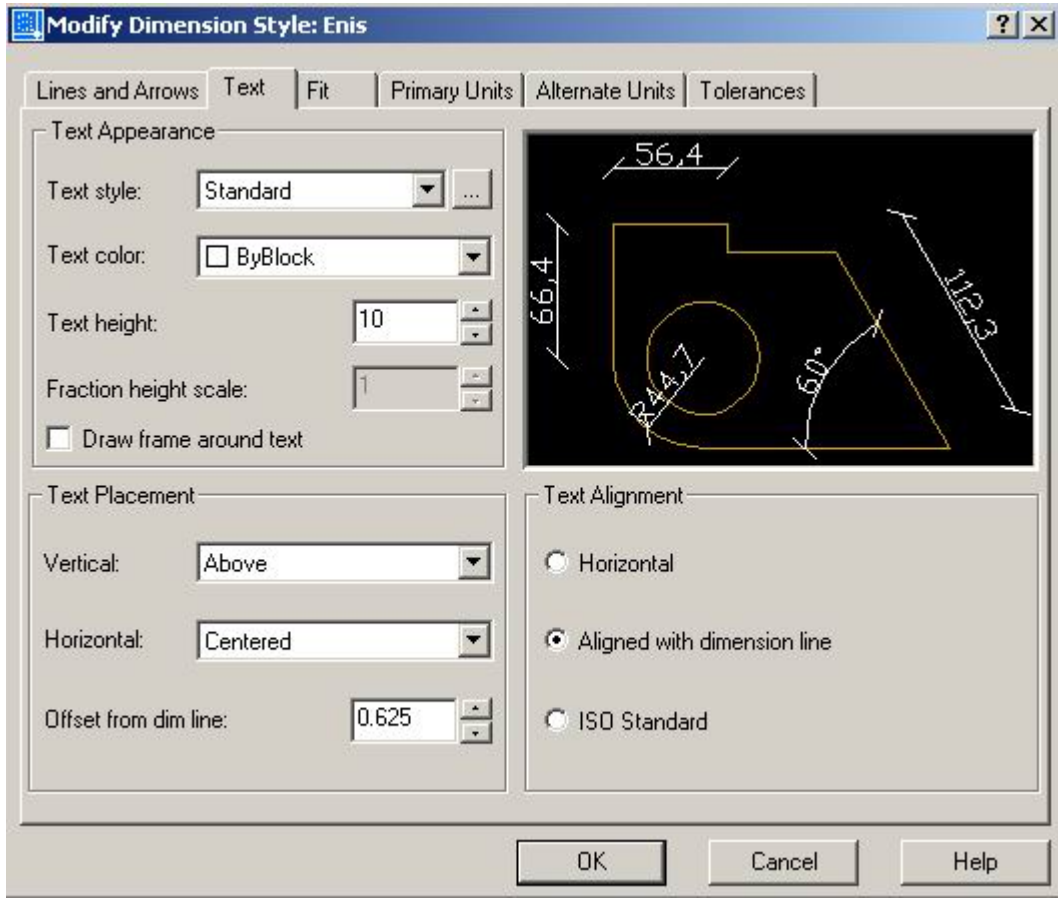 Modify Dimension Style: Enis
Lines and Arrows Text Fit Primary Units Alternate Units Tolerances
Text Appearance
Text style: Standard ...
Text color: ByBlock
Text height: 10
Fraction height scale: 1
Draw frame around text
56,4
66,4
112,3
R44,7
60°
Text Placement
Vertical: Above
Horizontal: Centered
Offset from dim line: 0.625
Text Alignment
Horizontal
Aligned with dimension line
ISO Standard
OK Cancel Help